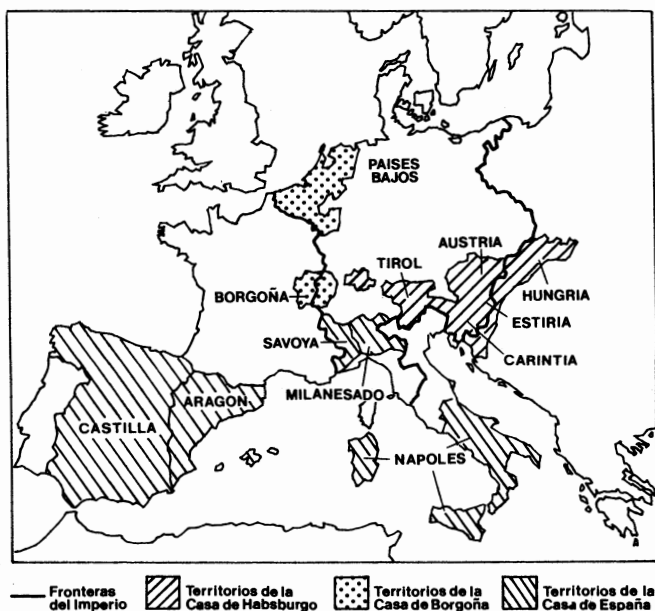 PAISES
BAJOS
AUSTRIA
TIROL
BORGOÑA
HUNGRIA
ESTIRIA
SAVOYA
CARINTIA
MILANESADO
ARAGON
CASTILLA
NAPOLES
Fronteras
del Imperio
Territorios de la
Casa de Habsburgo
Territorios de la
Casa de Borgoña
Territorios de la
Casa de España